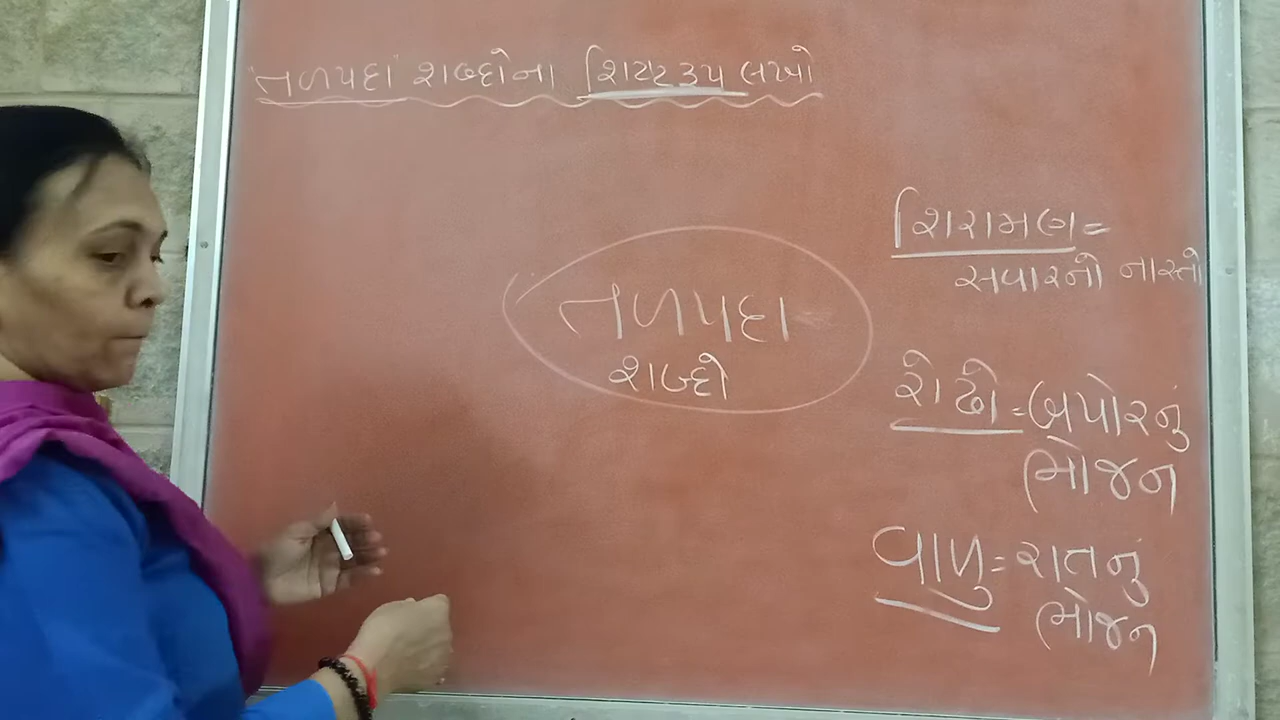 "તળપદા" શબ્દોના શિષ્ટરૂપ લખો
તળપદા
શબ્દો
શિરામણ =
સવારનો નાસ્તો
રોંઢો = બપોરનું
ભોજન
વાળુ = રાતનું
ભોજન